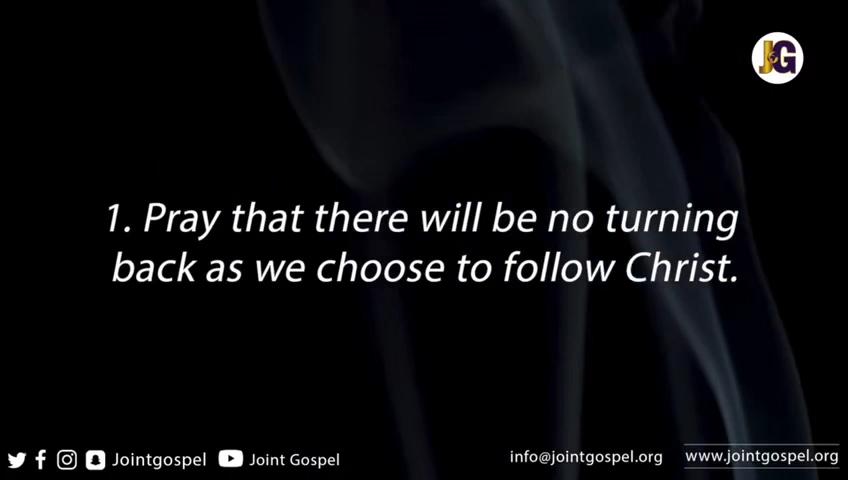 JG
1. Pray that there will be no turning
back as we choose to follow Christ.
Jointgospel Joint Gospel info@jointgospel.org www.jointgospel.org